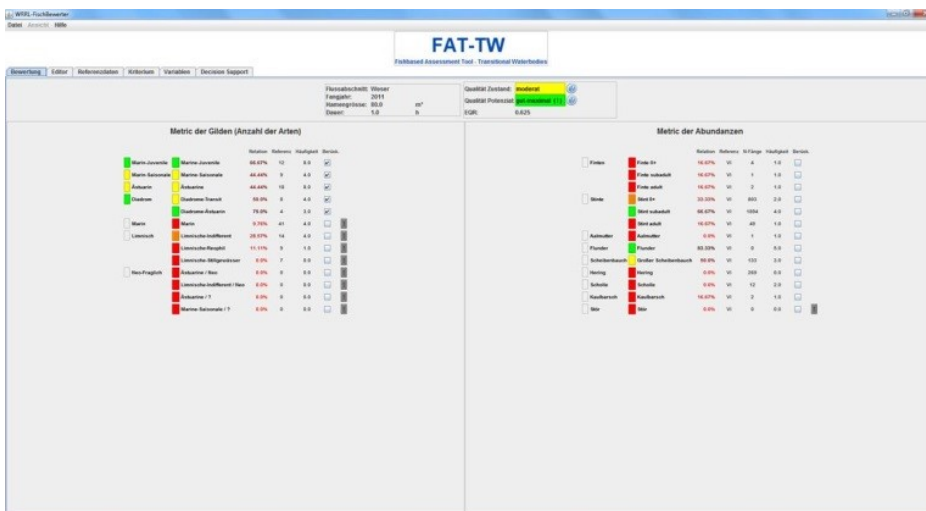 WRRL-FischBewerter
Datei Ansicht Hilfe
FAT-TW
Fishbased Assessment Tool - Transitional Waterbodies
Bewertung Editor Referenzdaten Kriterium Variablen Decision Support
Flussabschnitt: Weser
Fangjahr: 2011
Hamengrösse: 80.0 m²
Dauer: 1.0 h
Qualität Zustand: moderat
Qualität Potenzial:
EQR: 0.625
Metric der Gilden (Anzahl der Arten)
Relation Referenz Häufigkeit Berück.
Marin-Juvenile Marine-Juvenile 66.67% 12 8.0
Marin-Saisonale Marine-Saisonale 44.44% 9 4.0
Ästuarin Ästuarine 44.44% 18 8.0
Diadrom Diadrome-Transit 50.0% 8 4.0
Diadrome-Ästuarin 75.0% 4 3.0
Marin Marin 9.76% 41 4.0
Limnisch Limnische-indifferent 28.57% 14 4.0
Limnische-Rheophil 11.11% 9 1.0
Limnische-Stillgewässer 0.0% 7 0.0
Neo-Fraglich Ästuarine / Neo 0.0% 0 0.0
Limnische-indifferent / Neo 0.0% 0 0.0
Ästuarine / ? 0.0% 0 0.0
Marine-Saisonale / ? 0.0% 0 0.0
Metric der Abundanzen
Relation Referenz N-Fänge Häufigkeit Berück.
Finten Finte 0+ 16.67% VI 4 1.0
Finte subadult 16.67% VI 1 1.0
Finte adult 16.67% VI 2 1.0
Stinte Stint 0+ 33.33% VI 2.0
Stint subadult 66.67% VI 4.0
Stint adult 16.67% VI 1.0
Aalmutter Aalmutter 0.0% VI 1 1.0
Flunder Flunder 83.33% VI 5.0
Scheibenbauch Großer Scheibenbauch 50.0% VI 133 3.0
Hering Hering 0.0% VI 269 0.0
Scholle Scholle 0.0% VI 12 2.0
Kaulbarsch Kaulbarsch 16.67% VI 2 1.0
Stör Stör 0.0% VI 0 0.0